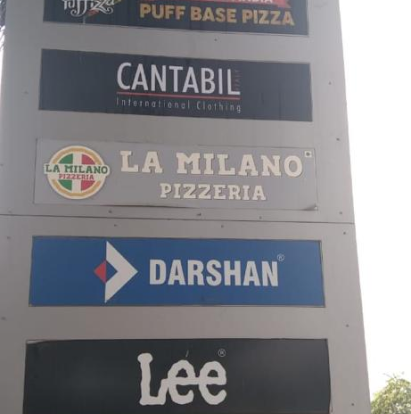 PUFF BASE PIZZA
CANTABIL
International Clothing
LA MILANO
PIZZERIA
LA MILANO
PIZZERIA
DARSHAN®
Lee®